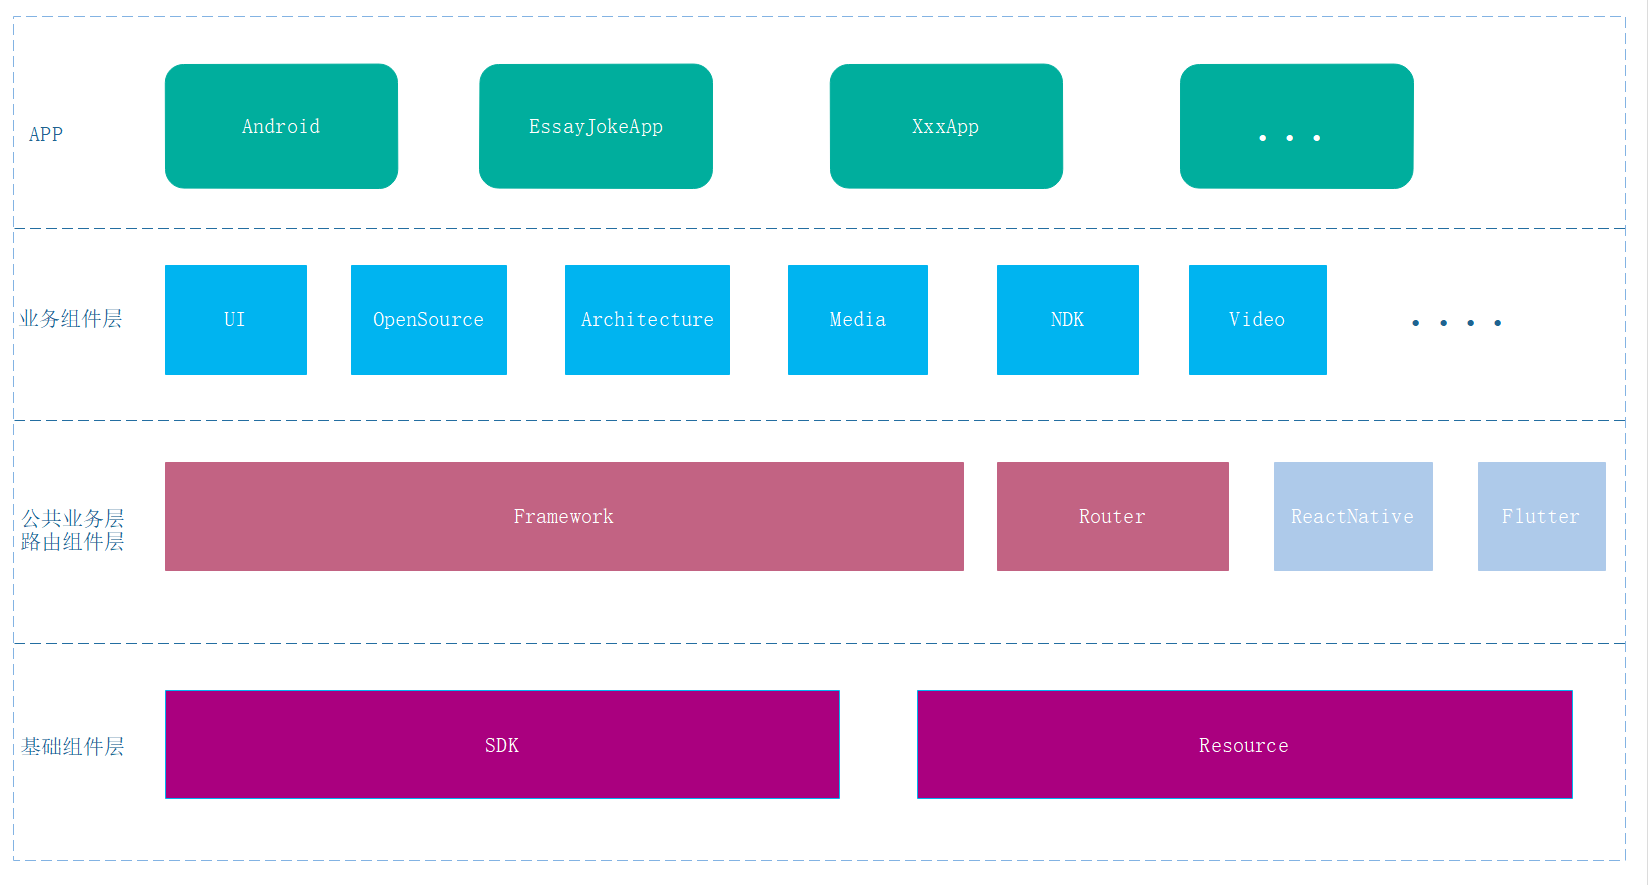 APP
Android
EssayJokeApp
XxxApp
...
业务组件层
UI
OpenSource
Architecture
Media
NDK
Video
....
公共业务层
路由组件层
Framework
Router
ReactNative
Flutter
基础组件层
SDK
Resource